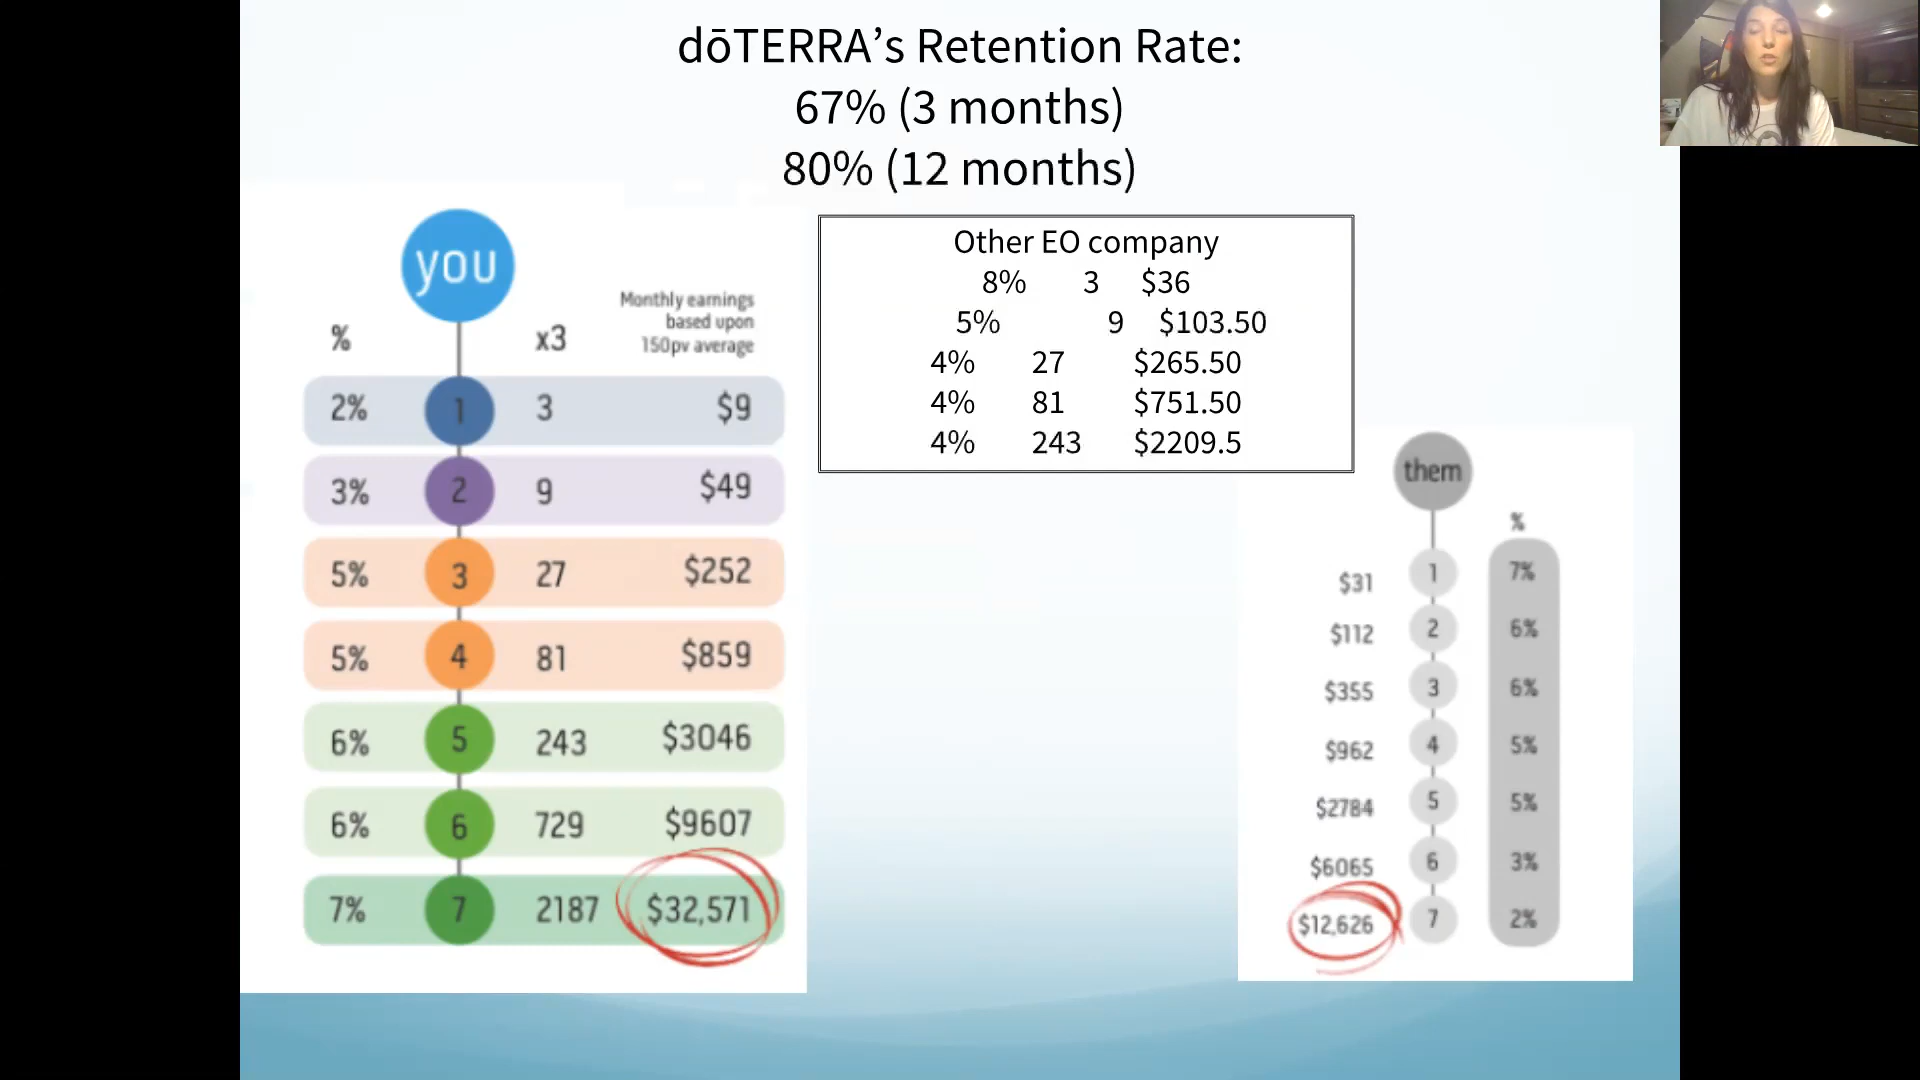 dōTERRA’s Retention Rate:
67% (3 months)
80% (12 months)
you
% x3 Monthly earnings
based upon
150pv average
2% 1 3 $9
3% 2 9 $49
5% 3 27 $252
5% 4 81 $859
6% 5 243 $3046
6% 6 729 $9607
7% 7 2187 $32,571
Other EO company
8% 3 $36
5% 9 $103.50
4% 27 $265.50
4% 81 $751.50
4% 243 $2209.5
them
%
$31 1 7%
$112 2 6%
$355 3 6%
$962 4 5%
$2784 5 5%
$6065 6 3%
$12,626 7 2%